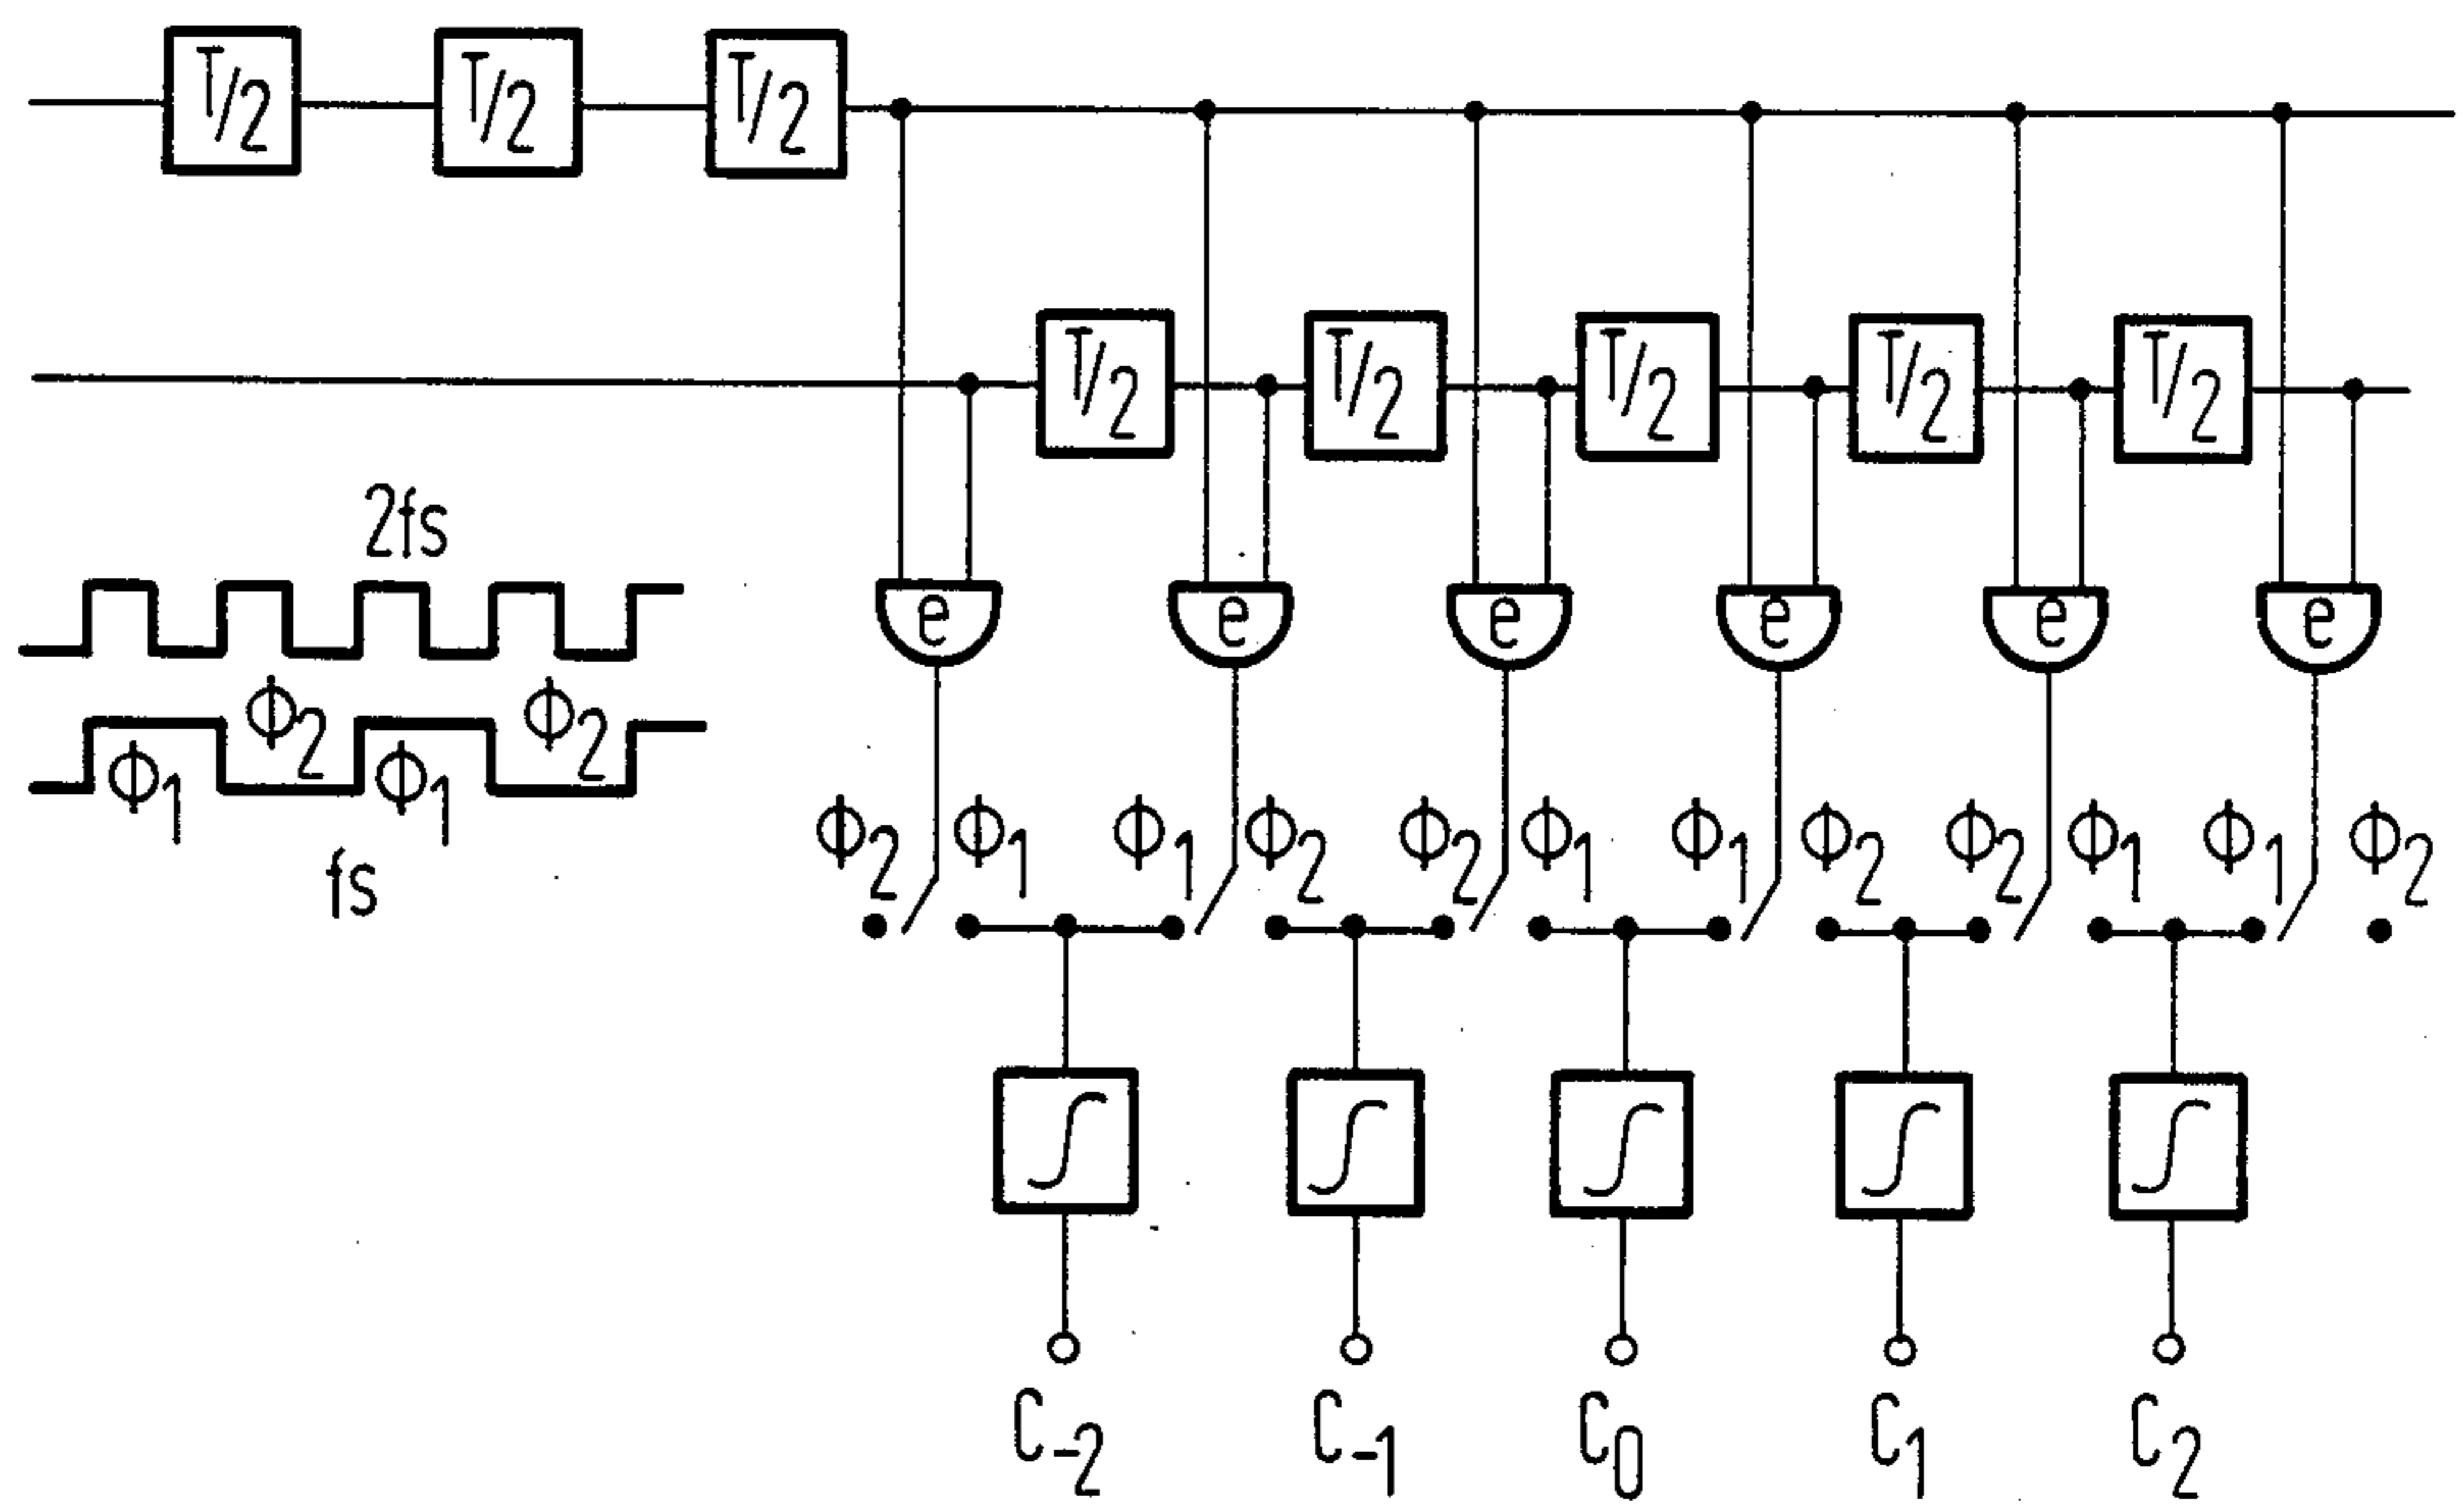 T/2 T/2 T/2
T/2 T/2 T/2 T/2 T/2
2fs
e e e e e e
Φ2 Φ2
Φ1 Φ1
fs
Φ2 Φ1 Φ1 Φ2 Φ2 Φ1 Φ1 Φ2 Φ2 Φ1 Φ1 Φ2
∫ ∫ ∫ ∫ ∫
C-2 C-1 C0 C1 C2